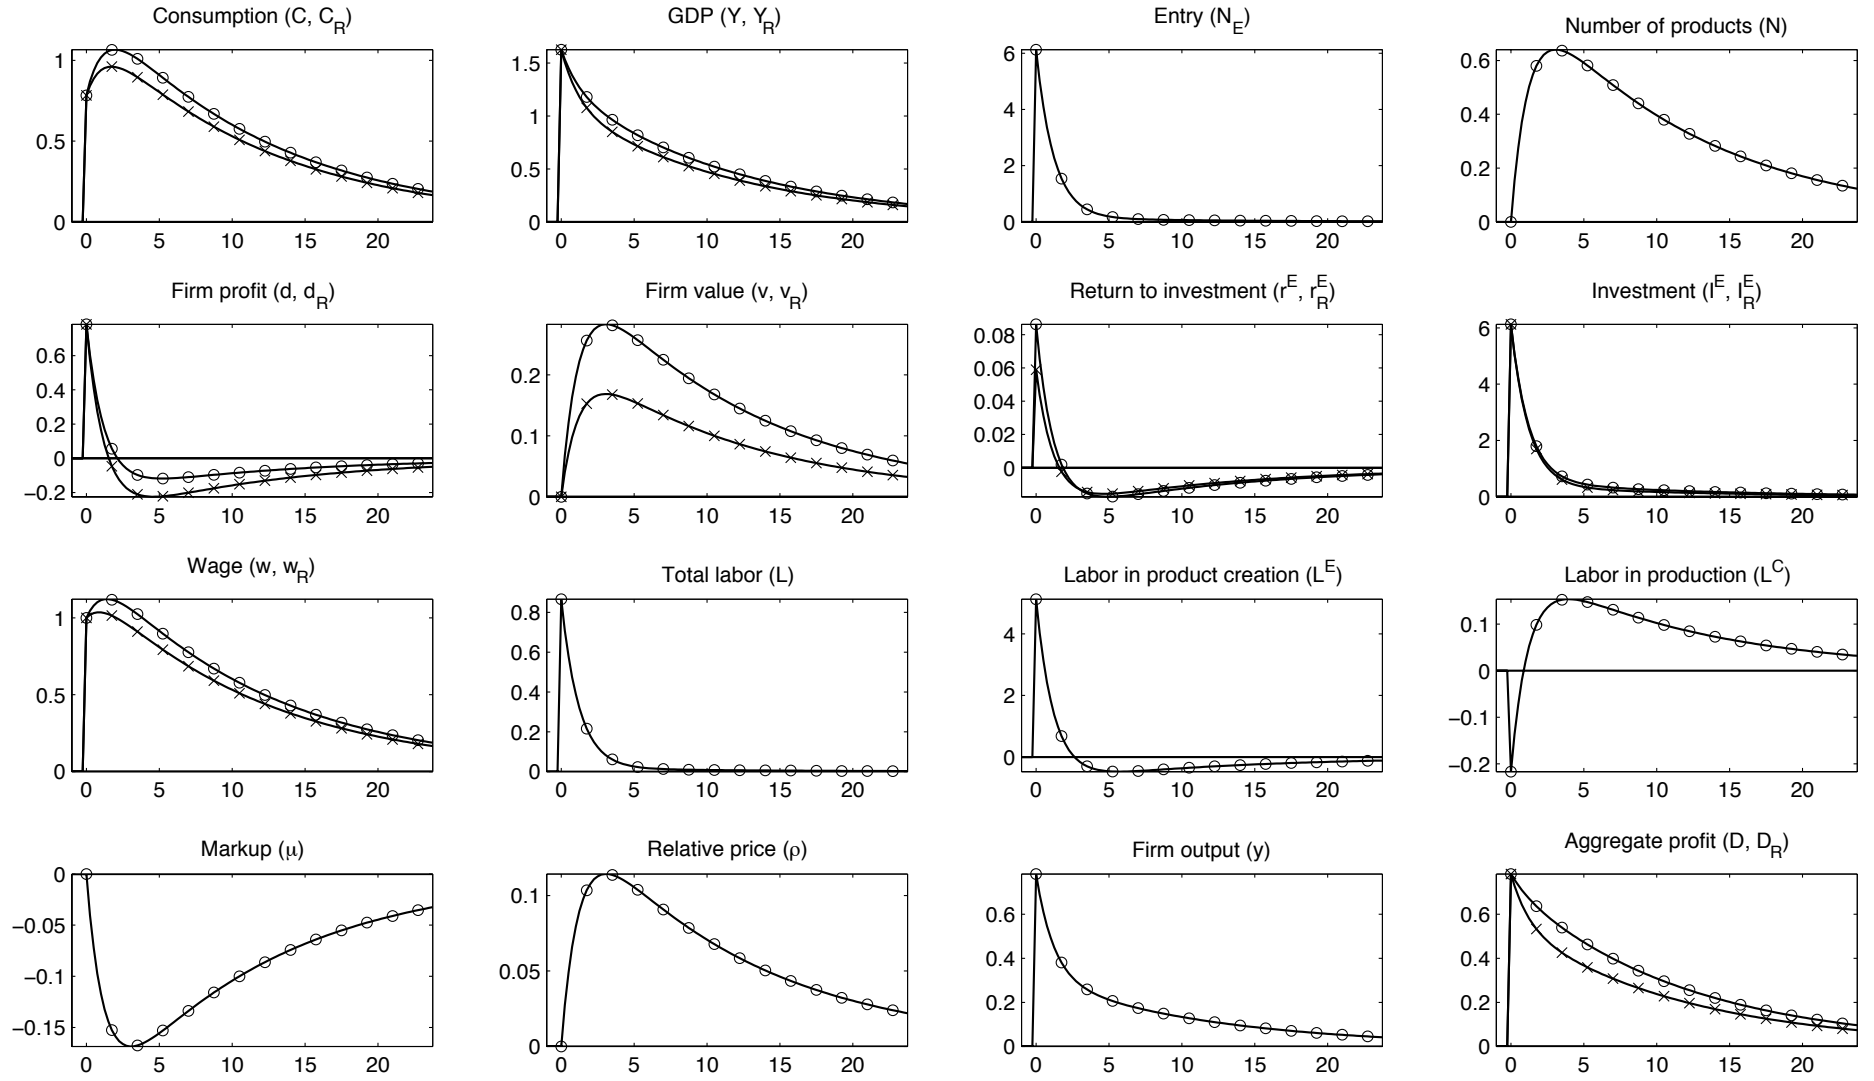 Consumption (C, C_R)
GDP (Y, Y_R)
Entry (N_E)
Number of products (N)
1
0.5
0
0 5 10 15 20
1.5
1
0.5
0
0 5 10 15 20
6
4
2
0
0 5 10 15 20
0.6
0.4
0.2
0
0 5 10 15 20
Firm profit (d, d_R)
Firm value (v, v_R)
Return to investment (r^E, r_R^E)
Investment (I^E, I_R^E)
0.6
0.4
0.2
0
−0.2
0 5 10 15 20
0.2
0.1
0
0 5 10 15 20
0.08
0.06
0.04
0.02
0
0 5 10 15 20
6
4
2
0
0 5 10 15 20
Wage (w, w_R)
Total labor (L)
Labor in product creation (L^E)
Labor in production (L^C)
1
0.5
0
0 5 10 15 20
0.8
0.6
0.4
0.2
0
0 5 10 15 20
4
2
0
0 5 10 15 20
0.1
0
−0.1
−0.2
0 5 10 15 20
Markup (μ)
Relative price (ρ)
Firm output (y)
Aggregate profit (D, D_R)
0
−0.05
−0.1
−0.15
0 5 10 15 20
0.1
0.05
0
0 5 10 15 20
0.6
0.4
0.2
0
0 5 10 15 20
0.6
0.4
0.2
0
0 5 10 15 20